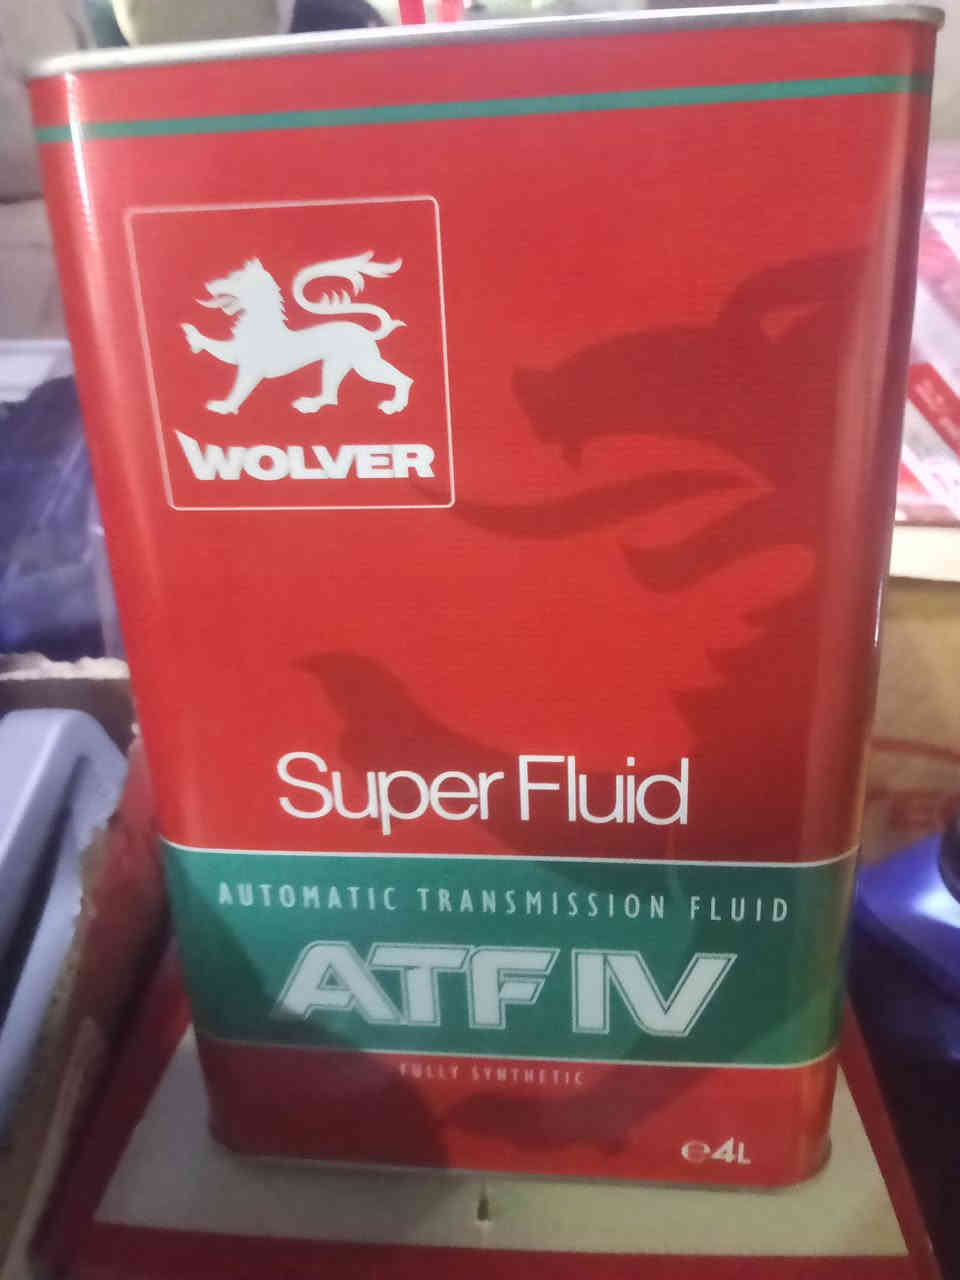 WOLVER
Super Fluid
AUTOMATIC TRANSMISSION FLUID
ATF IV
FULLY SYNTHETIC
℮4L